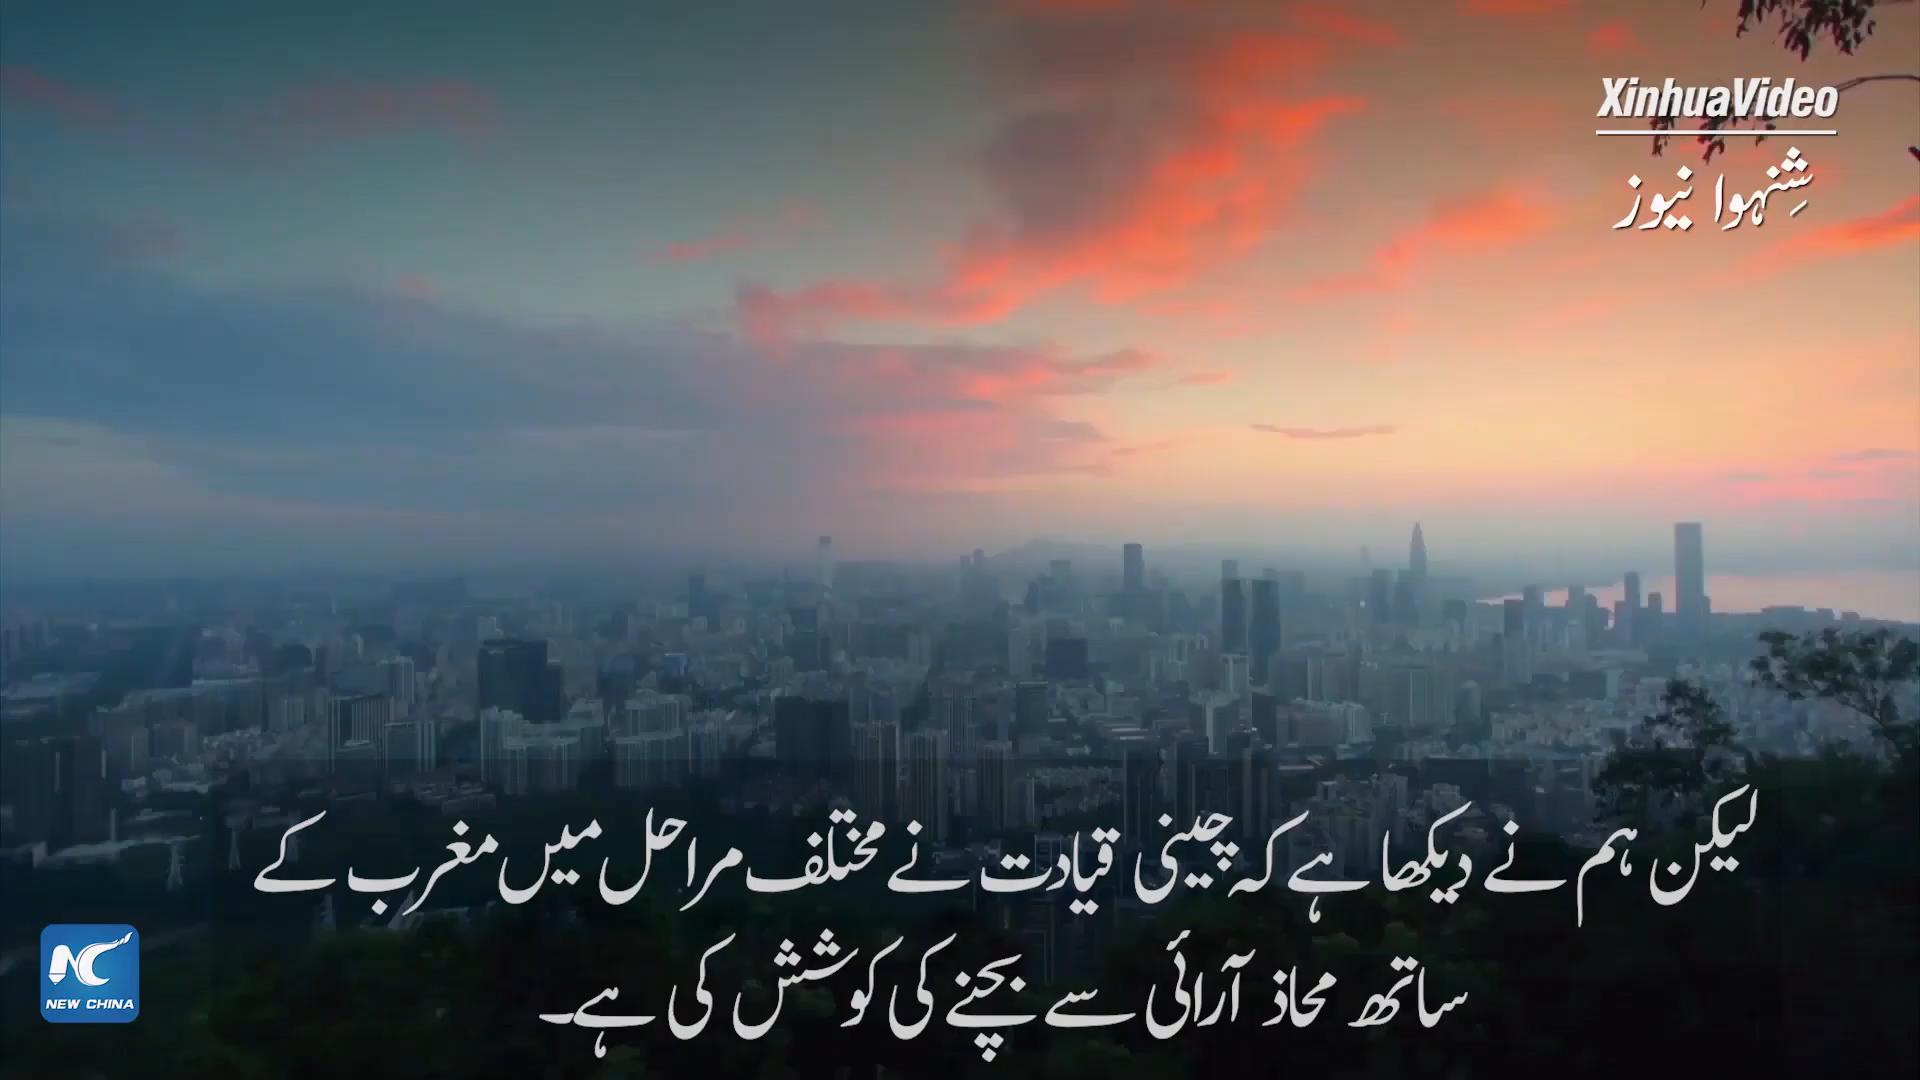 XinhuaVideo
شِنہوا نیوز
لیکن ہم نے دیکھا ہے کہ چینی قیادت نے مختلف مراحل میں مغرب کے
ساتھ محاذ آرائی سے بچنے کی کوشش کی ہے۔
NC
NEW CHINA